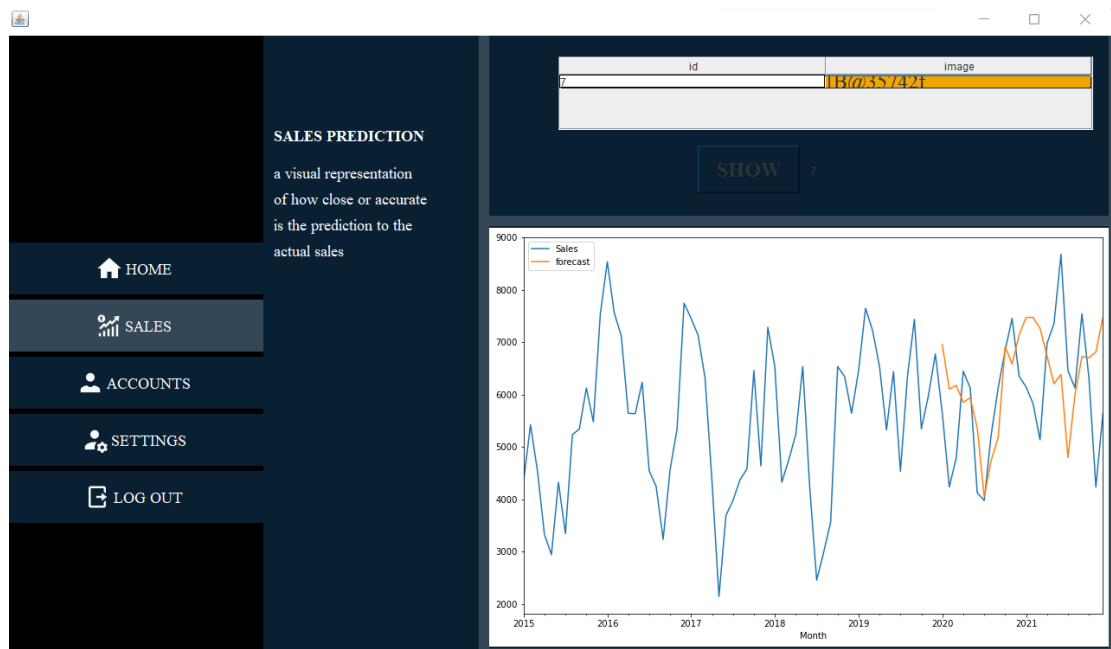 id image
7 1B@35742f
SHOW 7
SALES PREDICTION
a visual representation
of how close or accurate
is the prediction to the
actual sales
HOME
SALES
ACCOUNTS
SETTINGS
LOG OUT
Sales
forecast
9000
8000
7000
6000
5000
4000
3000
2000
2015 2016 2017 2018 2019 2020 2021
Month